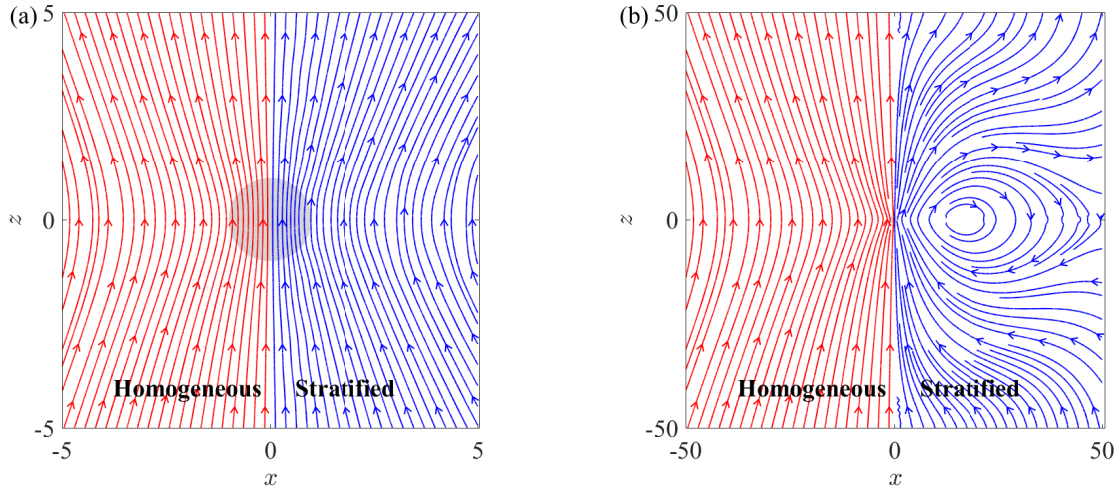 (a)
5
z
0
-5
Homogeneous Stratified
-5 0 5
x
(b)
50
z
0
-50
Homogeneous Stratified
-50 0 50
x